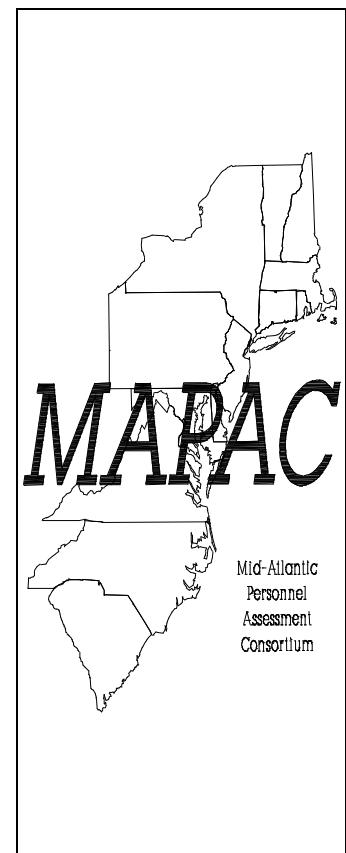 MAPAC
Mid-Atlantic
Personnel
Assessment
Consortium